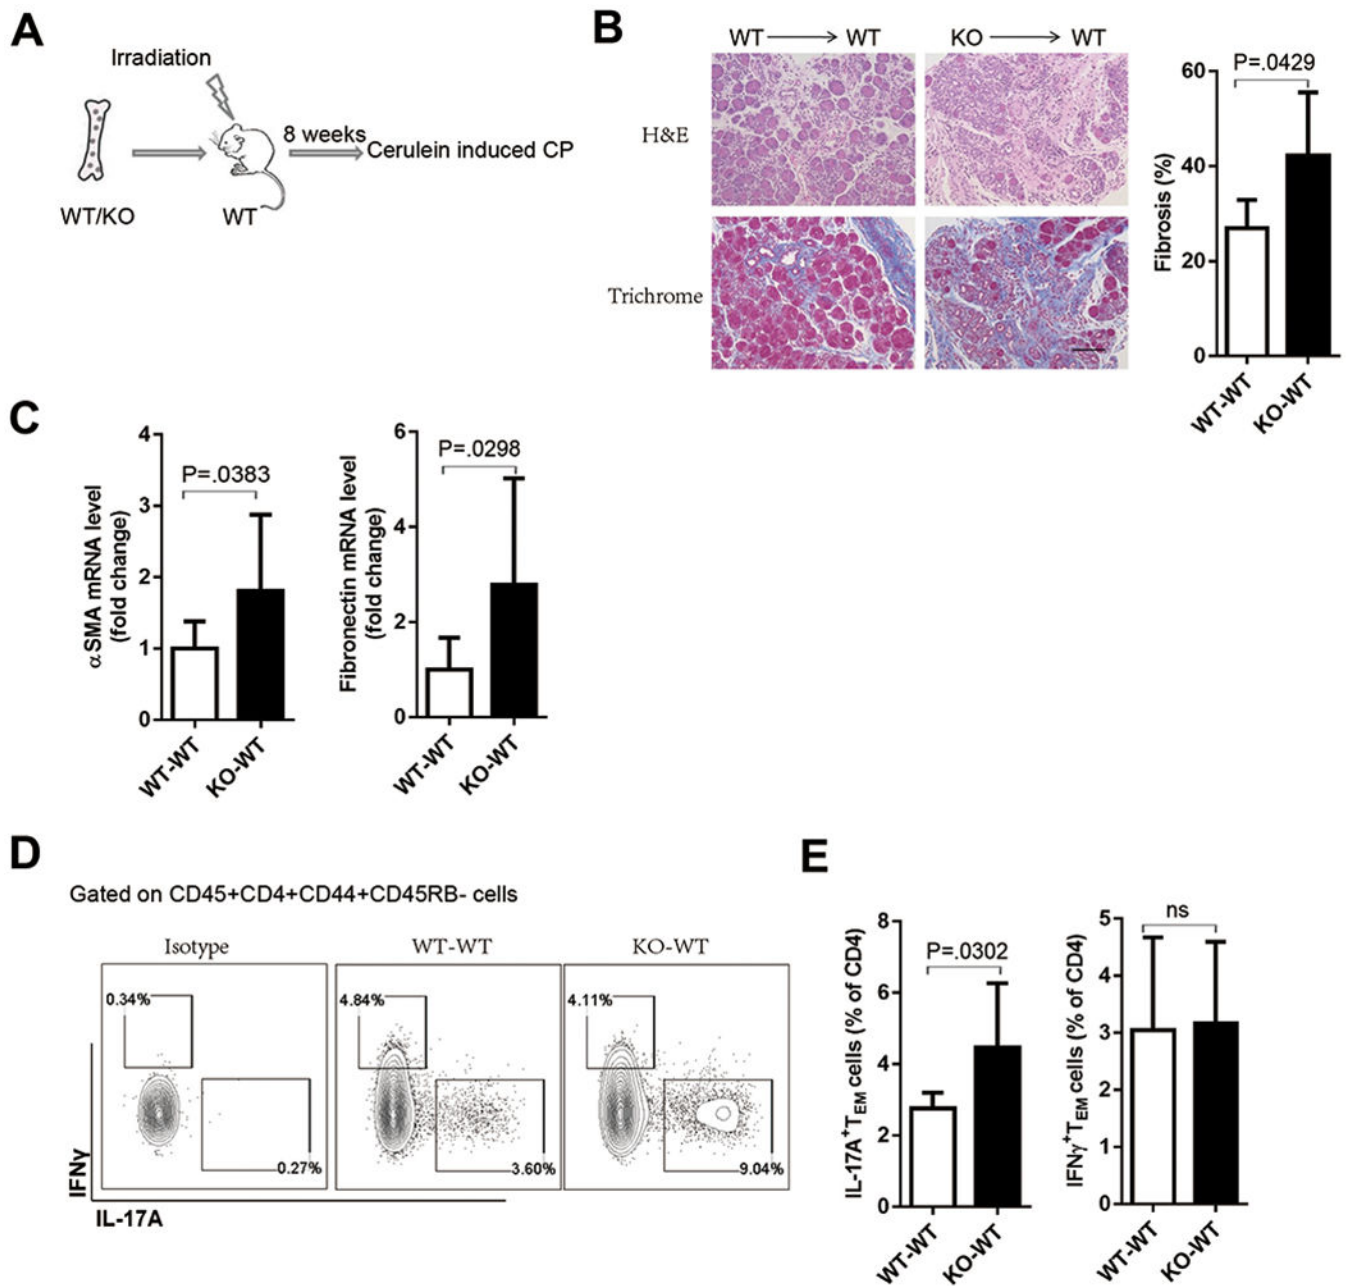 A
Irradiation
8 weeks
Cerulein induced CP
WT/KO
WT
B
WT WT
KO WT
H&E
Trichrome
P=.0429
60
40
20
0
Fibrosis (%)
WT-WT
KO-WT
C
P=.0383
4
3
2
1
0
αSMA mRNA level
(fold change)
WT-WT
KO-WT
P=.0298
6
4
2
0
Fibronectin mRNA level
(fold change)
WT-WT
KO-WT
D
Gated on CD45+CD4+CD44+CD45RB- cells
Isotype
WT-WT
KO-WT
0.34%
0.27%
4.84%
3.60%
4.11%
9.04%
IFNγ
IL-17A
E
P=.0302
8
6
4
2
0
IL-17A+TEM cells (% of CD4)
WT-WT
KO-WT
ns
5
4
3
2
1
0
IFNγ+TEM cells (% of CD4)
WT-WT
KO-WT